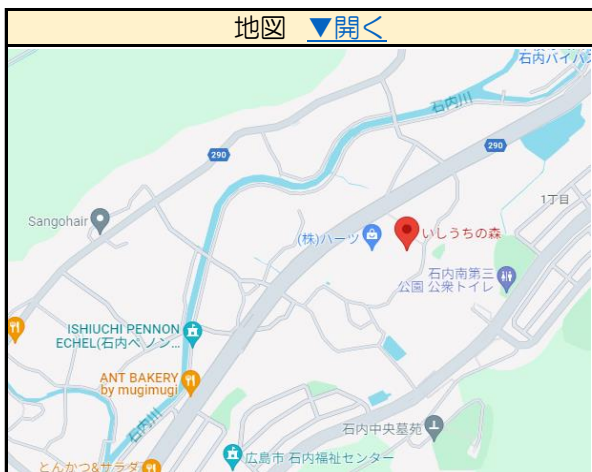 地図 ▼開く
石内バイパス
石内川
290
290
1丁目
Sangohair
(株)ハーツ
いしうちの森
石内南第三
公園 公衆トイレ
ISHIUCHI PENNON
ECHEL(石内ペノン...
ANT BAKERY
by mugimugi
石内川
石内中央墓苑
広島市 石内福祉センター
とんかつ&サラダ